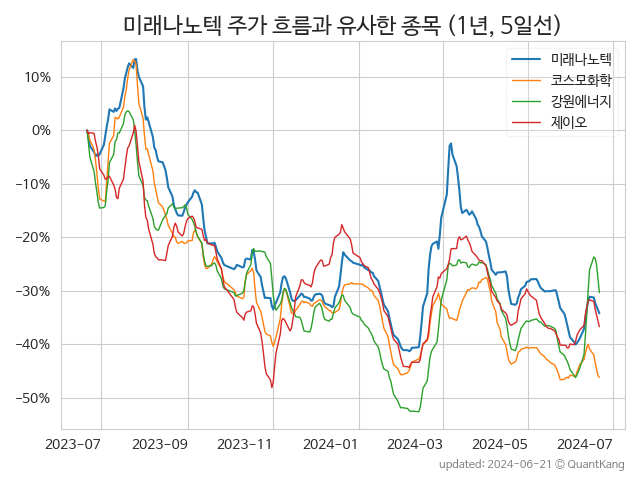 미래나노텍 주가 흐름과 유사한 종목 (1년, 5일선)
미래나노텍
코스모화학
강원에너지
제이오
10%
0%
−10%
−20%
−30%
−40%
−50%
2023-07
2023-09
2023-11
2024-01
2024-03
2024-05
2024-07
updated: 2024-06-21 © QuantKang